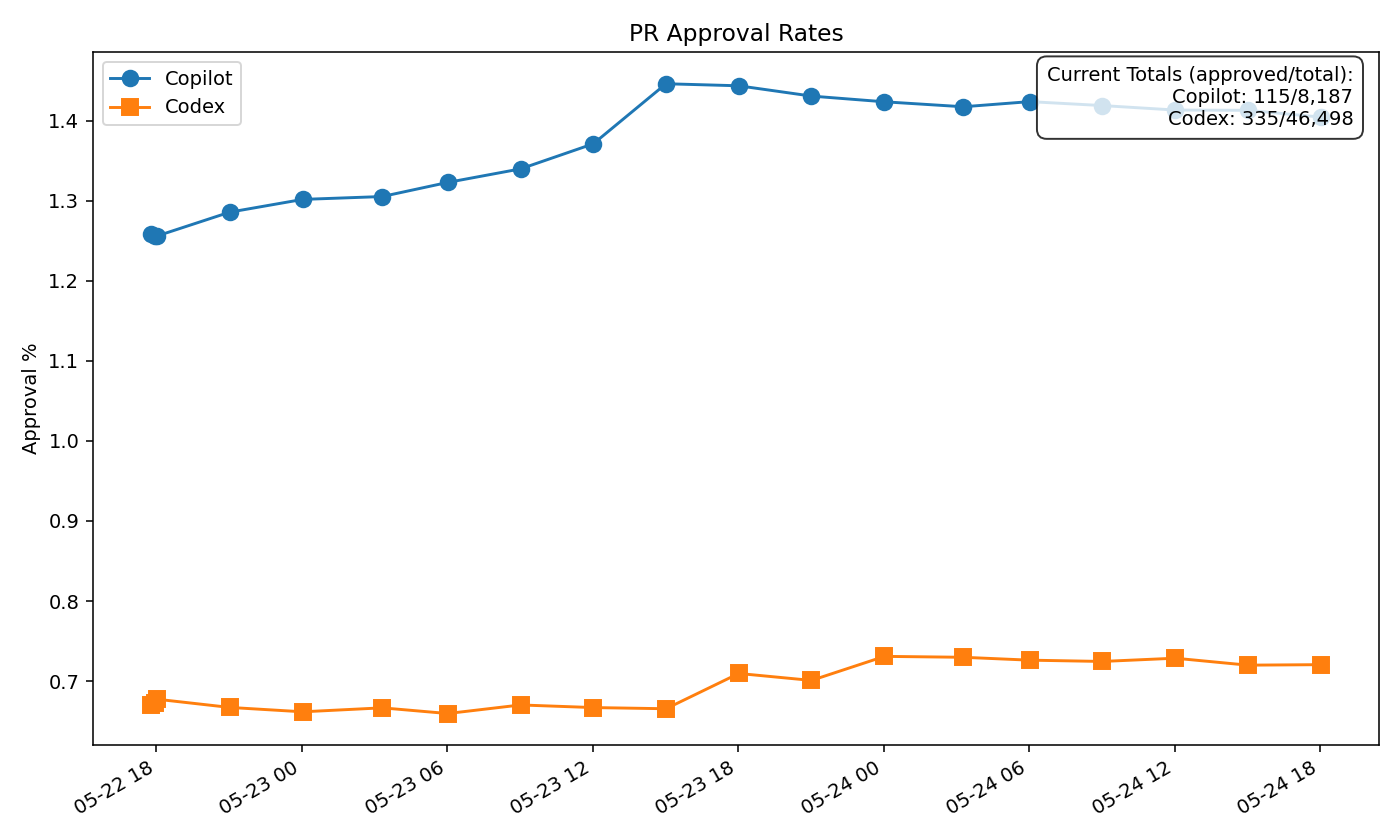 PR Approval Rates
Copilot
Codex
Current Totals (approved/total):
Copilot: 115/8,187
Codex: 335/46,498
Approval %
1.4
1.3
1.2
1.1
1.0
0.9
0.8
0.7
05-22 18
05-23 00
05-23 06
05-23 12
05-23 18
05-24 00
05-24 06
05-24 12
05-24 18